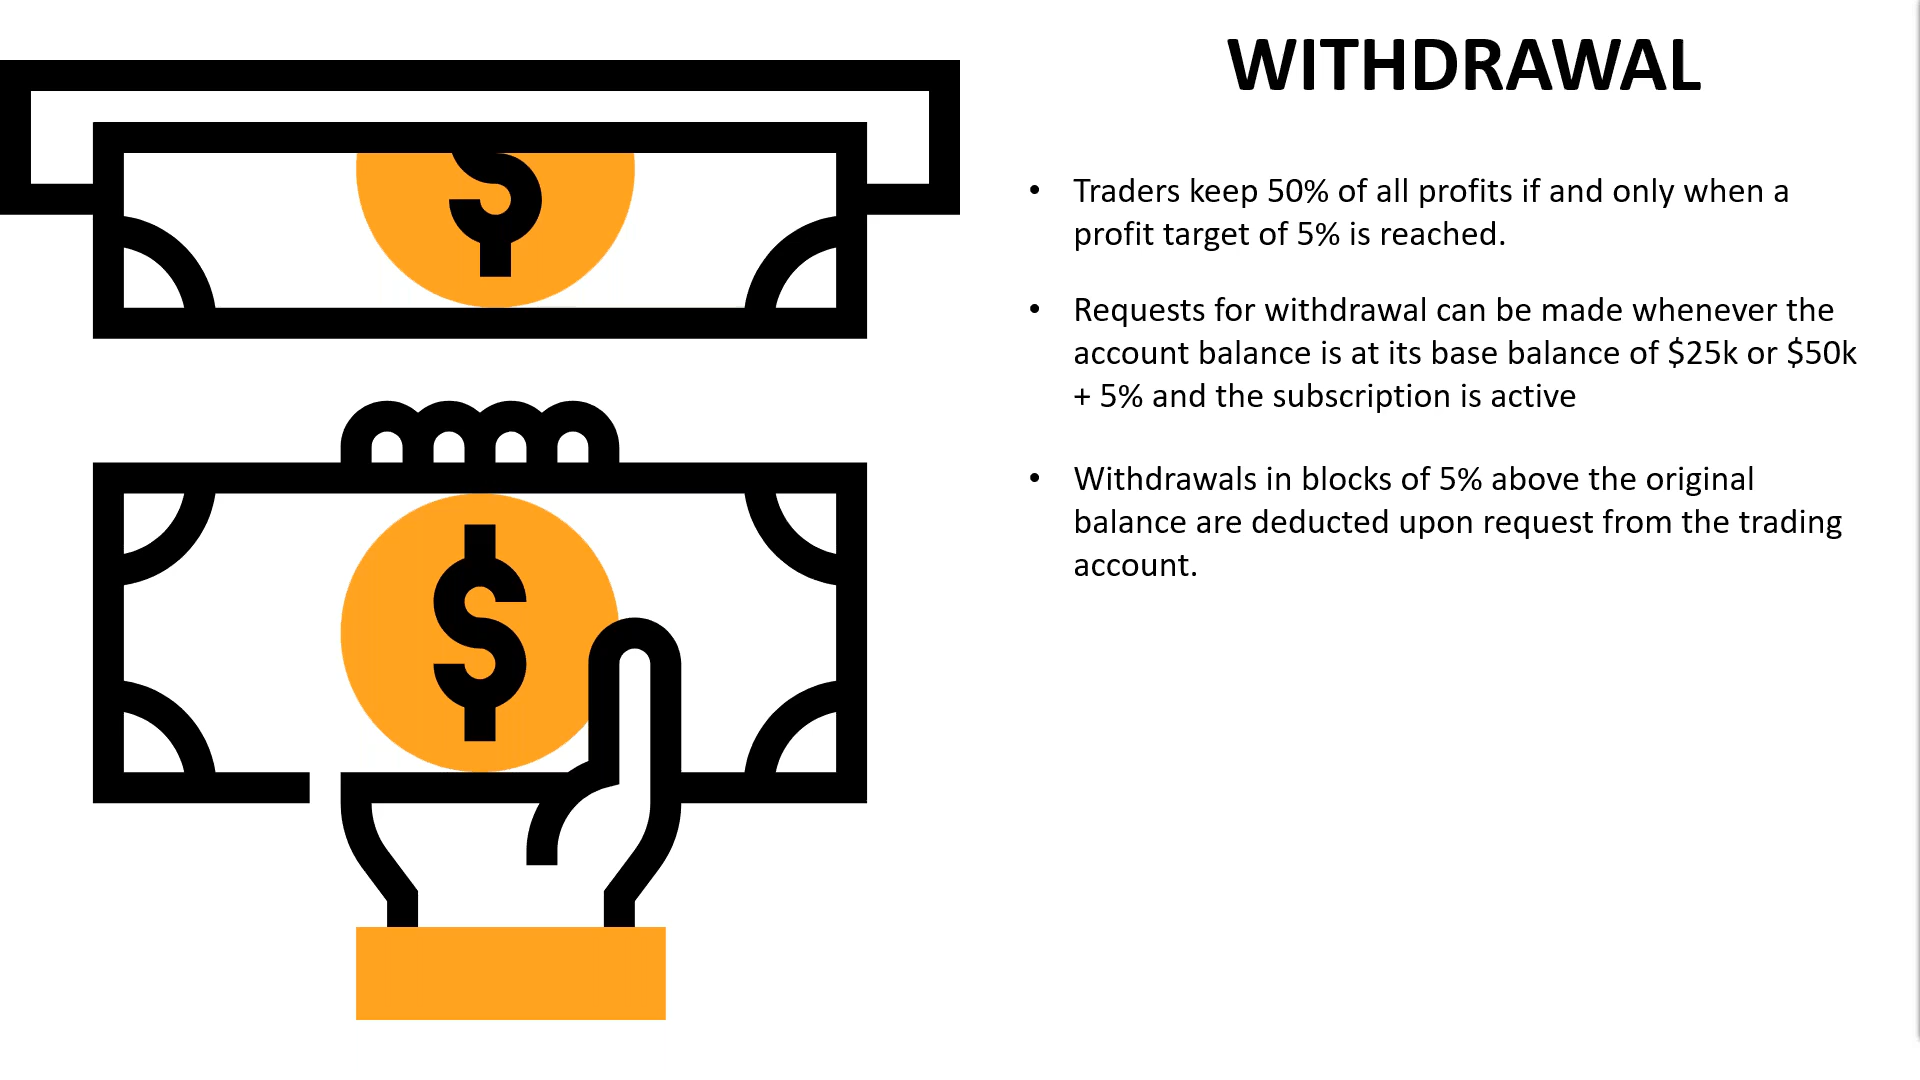 WITHDRAWAL
• Traders keep 50% of all profits if and only when a
profit target of 5% is reached.
• Requests for withdrawal can be made whenever the
account balance is at its base balance of $25k or $50k
+ 5% and the subscription is active
• Withdrawals in blocks of 5% above the original
balance are deducted upon request from the trading
account.
$
$